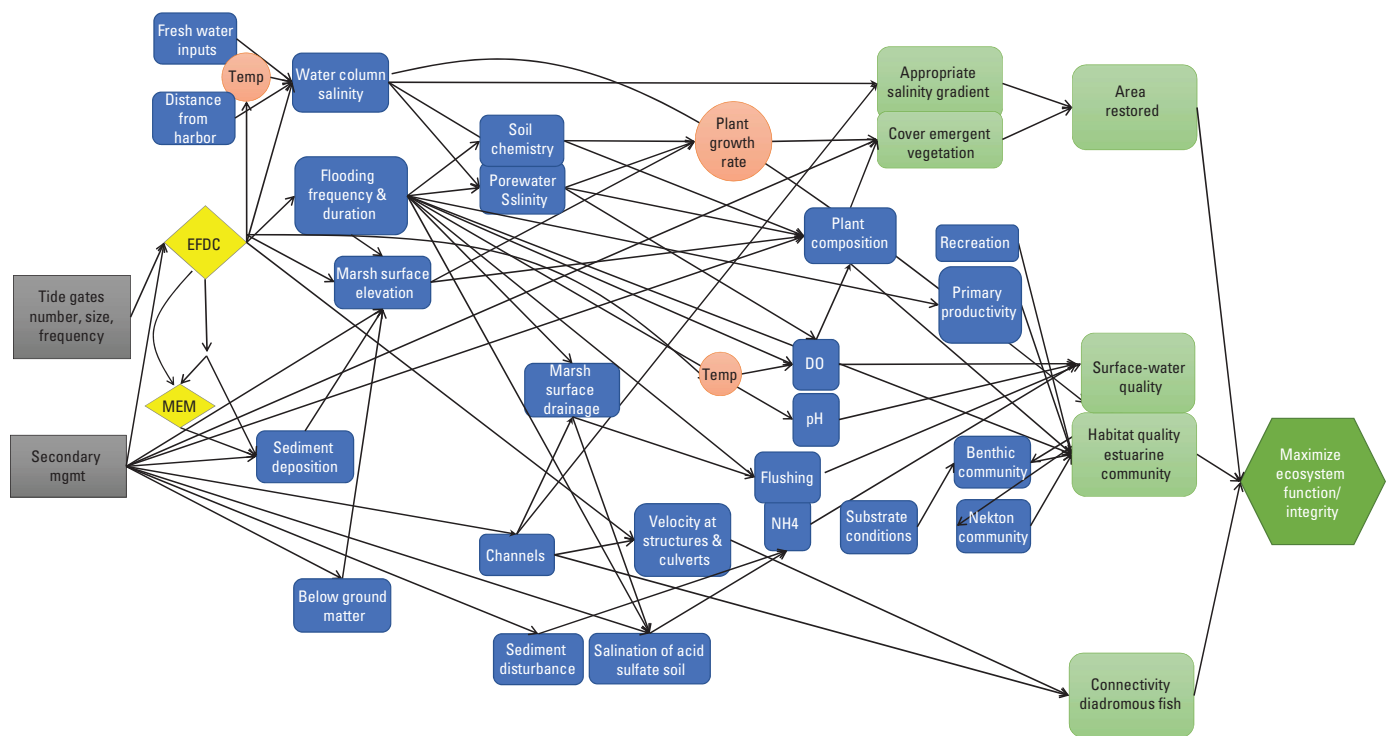 Fresh water
inputs
Temp
Distance
from
harbor
Water column
salinity
Appropriate
salinity gradient
Area
restored
Soil
chemistry
Plant
growth
rate
Cover emergent
vegetation
Flooding
frequency &
duration
Porewater
Sslinity
EFDC
Plant
composition
Recreation
Marsh surface
elevation
Tide gates
number, size,
frequency
Primary
productivity
Marsh
surface
drainage
Temp
DO
Surface-water
quality
MEM
pH
Secondary
mgmt
Sediment
deposition
Benthic
community
Habitat quality
estuarine
community
Maximize
ecosystem
function/
integrity
Flushing
Channels
Velocity at
structures &
culverts
NH4
Substrate
conditions
Nekton
community
Below ground
matter
Sediment
disturbance
Salination of acid
sulfate soil
Connectivity
diadromous fish